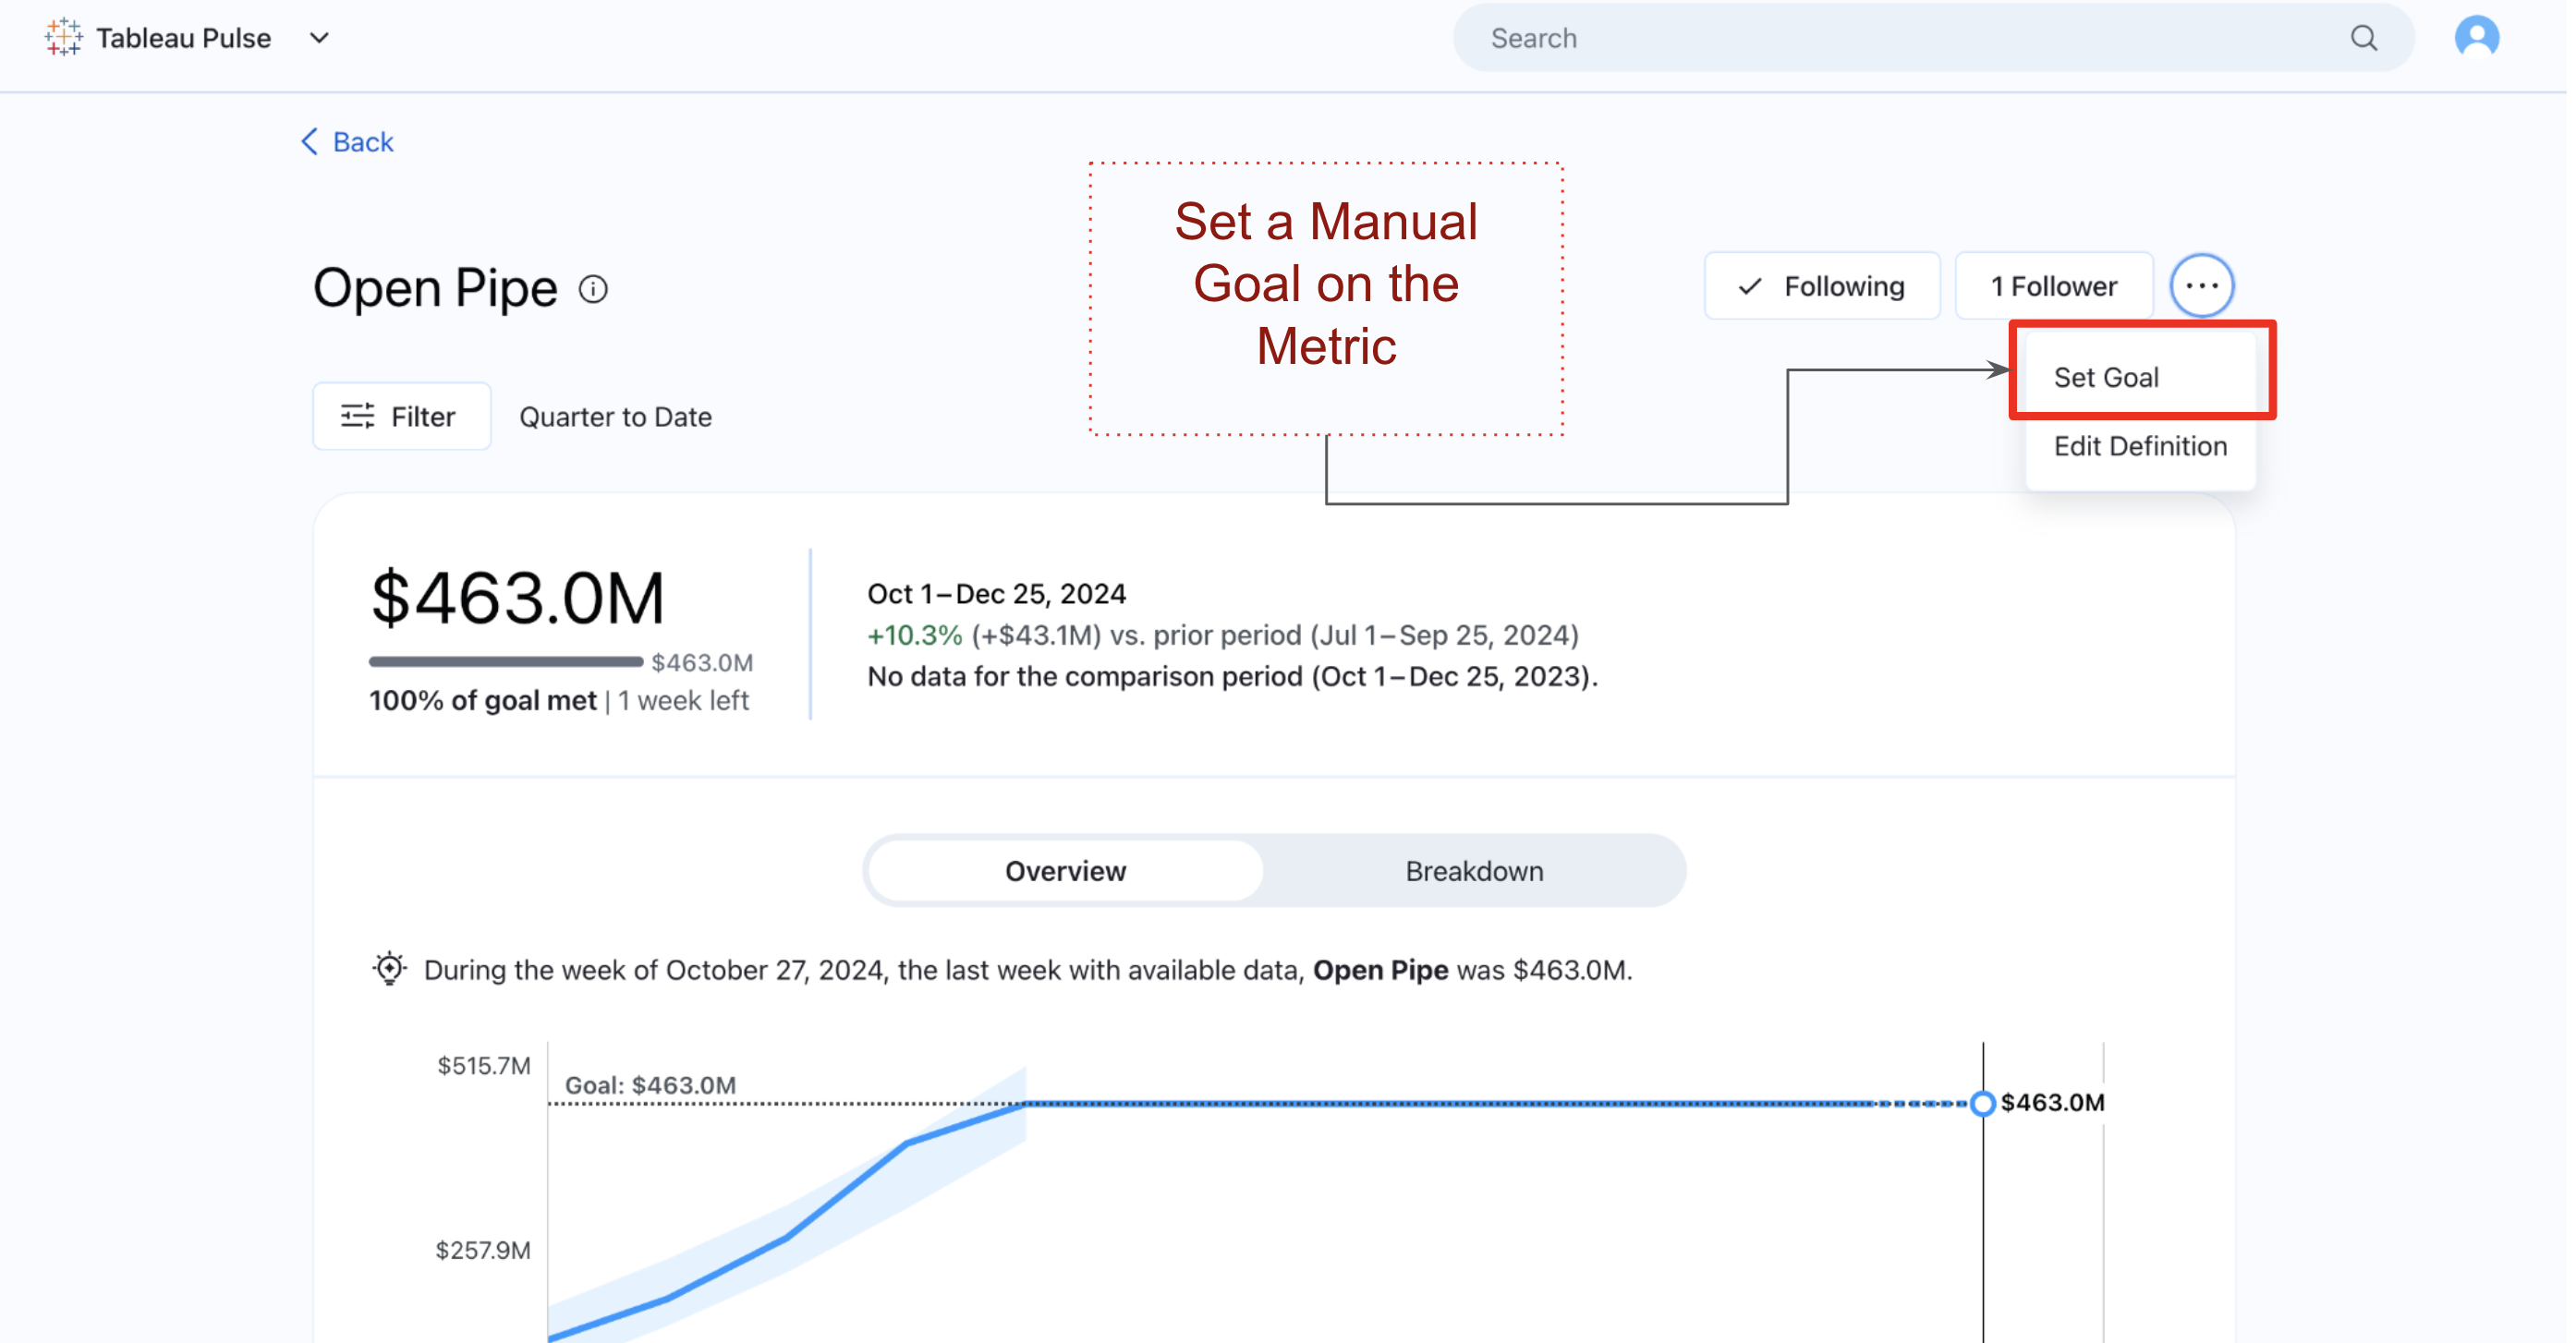 Tableau Pulse
Search
Back
Set a Manual
Goal on the
Metric
Open Pipe
Following
1 Follower
Set Goal
Edit Definition
Filter
Quarter to Date
$463.0M
$463.0M
100% of goal met | 1 week left
Oct 1–Dec 25, 2024
+10.3% (+$43.1M) vs. prior period (Jul 1–Sep 25, 2024)
No data for the comparison period (Oct 1–Dec 25, 2023).
Overview
Breakdown
During the week of October 27, 2024, the last week with available data, Open Pipe was $463.0M.
$515.7M
Goal: $463.0M
$463.0M
$257.9M